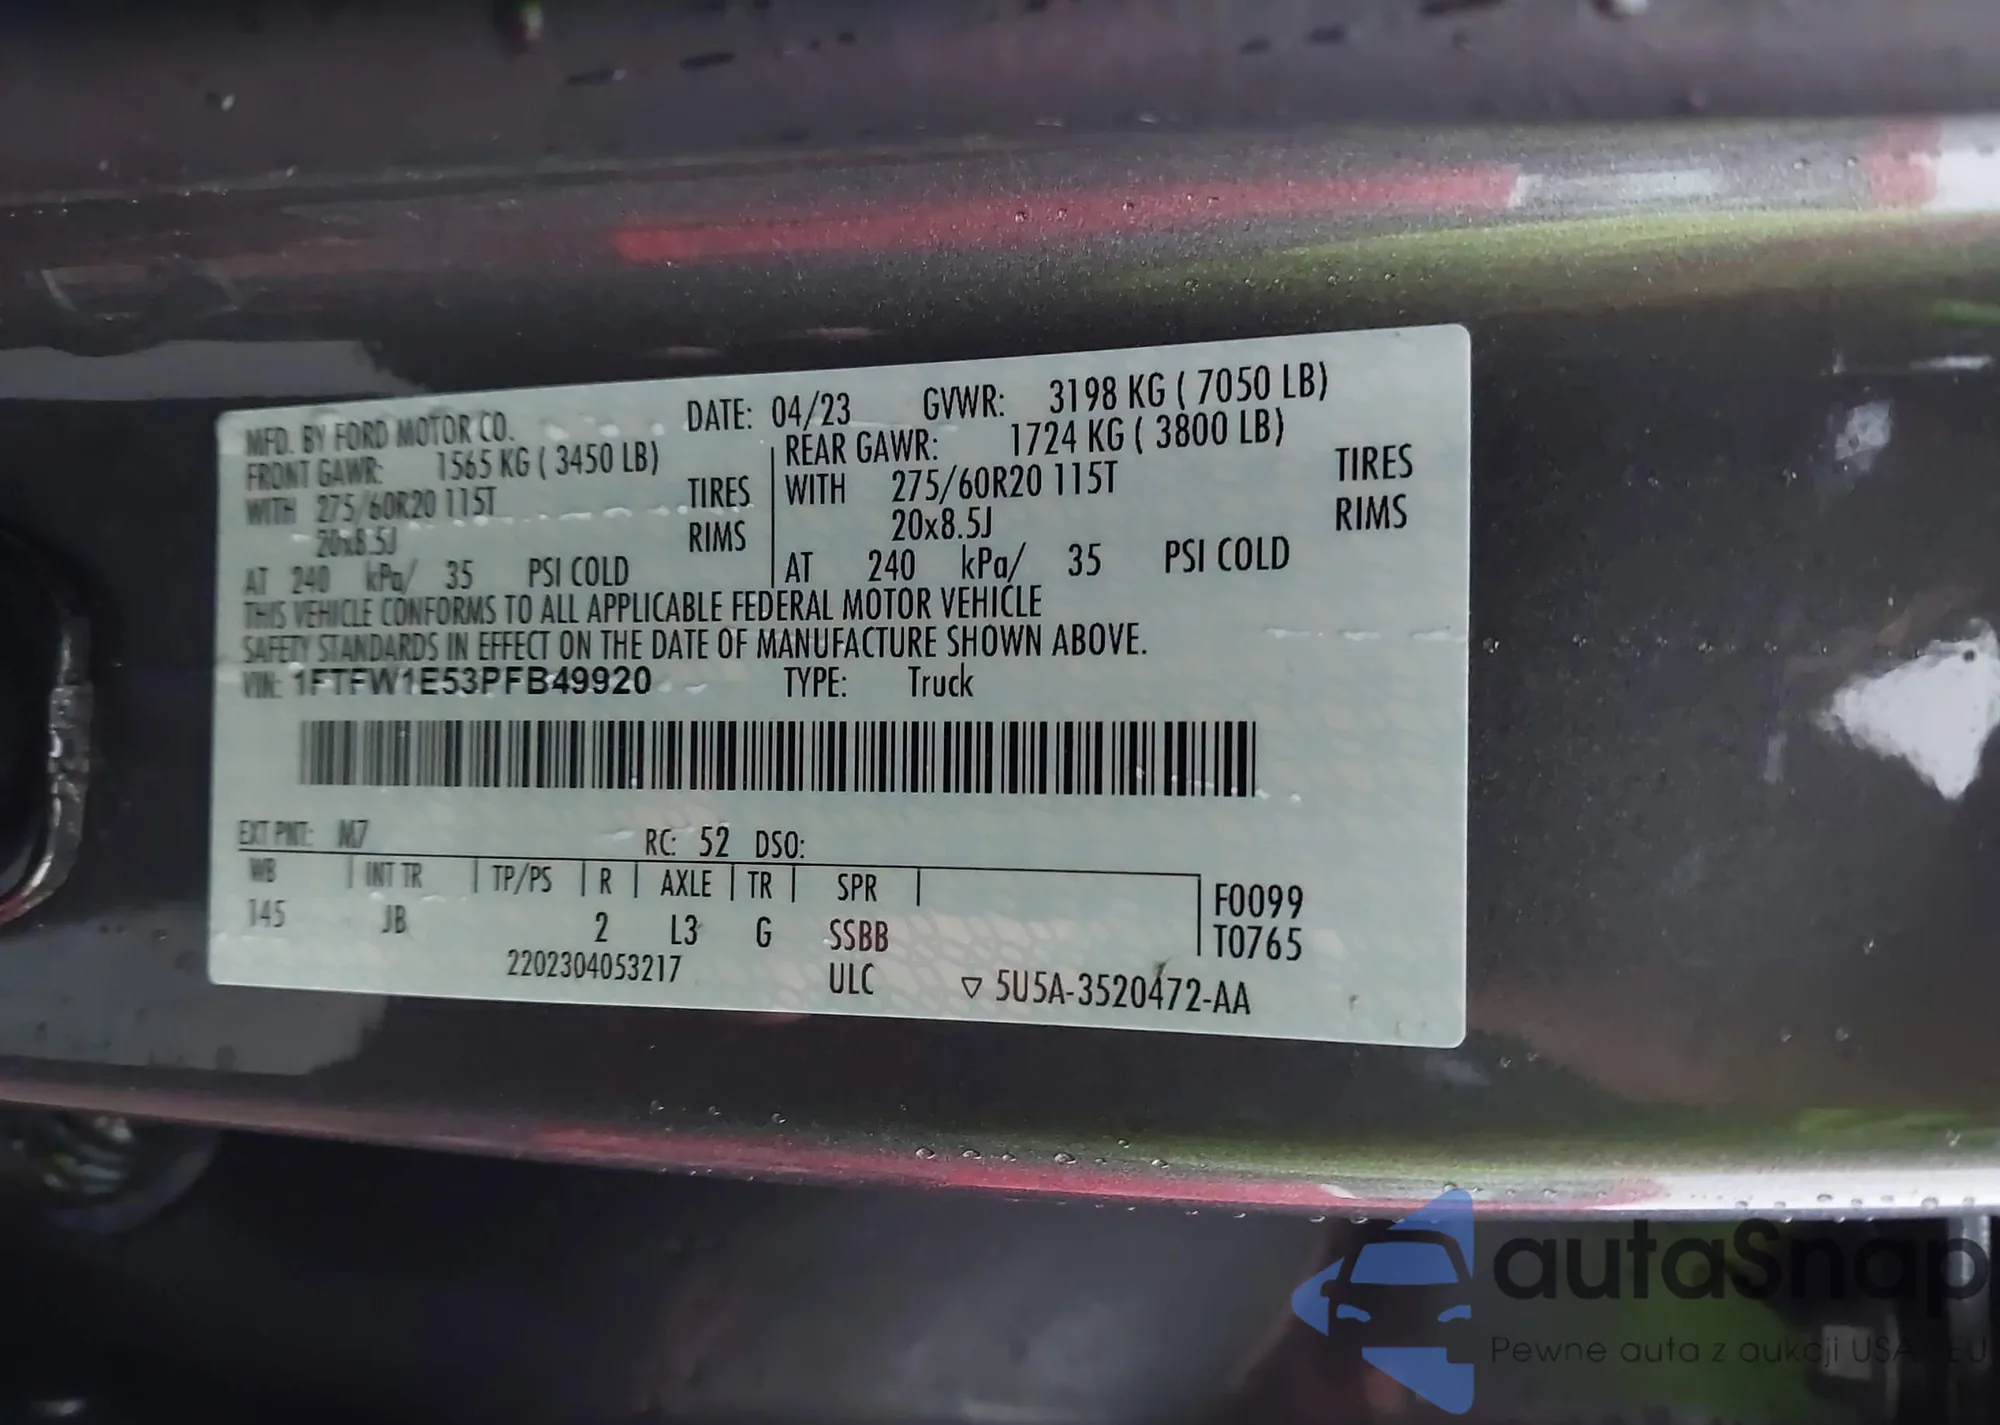 MFD. BY FORD MOTOR CO. DATE: 04/23 GVWR: 3198 KG ( 7050 LB)
FRONT GAWR: 1565 KG ( 3450 LB) REAR GAWR: 1724 KG ( 3800 LB)
WITH 275/60R20 115T TIRES WITH 275/60R20 115T TIRES
20x8.5J RIMS 20x8.5J RIMS
AT 240 kPa/ 35 PSI COLD AT 240 kPa/ 35 PSI COLD
THIS VEHICLE CONFORMS TO ALL APPLICABLE FEDERAL MOTOR VEHICLE
SAFETY STANDARDS IN EFFECT ON THE DATE OF MANUFACTURE SHOWN ABOVE.
VIN: 1FTFW1E53PFB49920 TYPE: Truck
EXT PNT: M7 RC: 52 DSO:
WB INT TR TP/PS R AXLE TR SPR F0099
145 JB 2 L3 G SSBB T0765
2202304053217 ULC ▽ 5U5A-3520472-AA
autaSnap
Pewne auta z aukcji USA EU